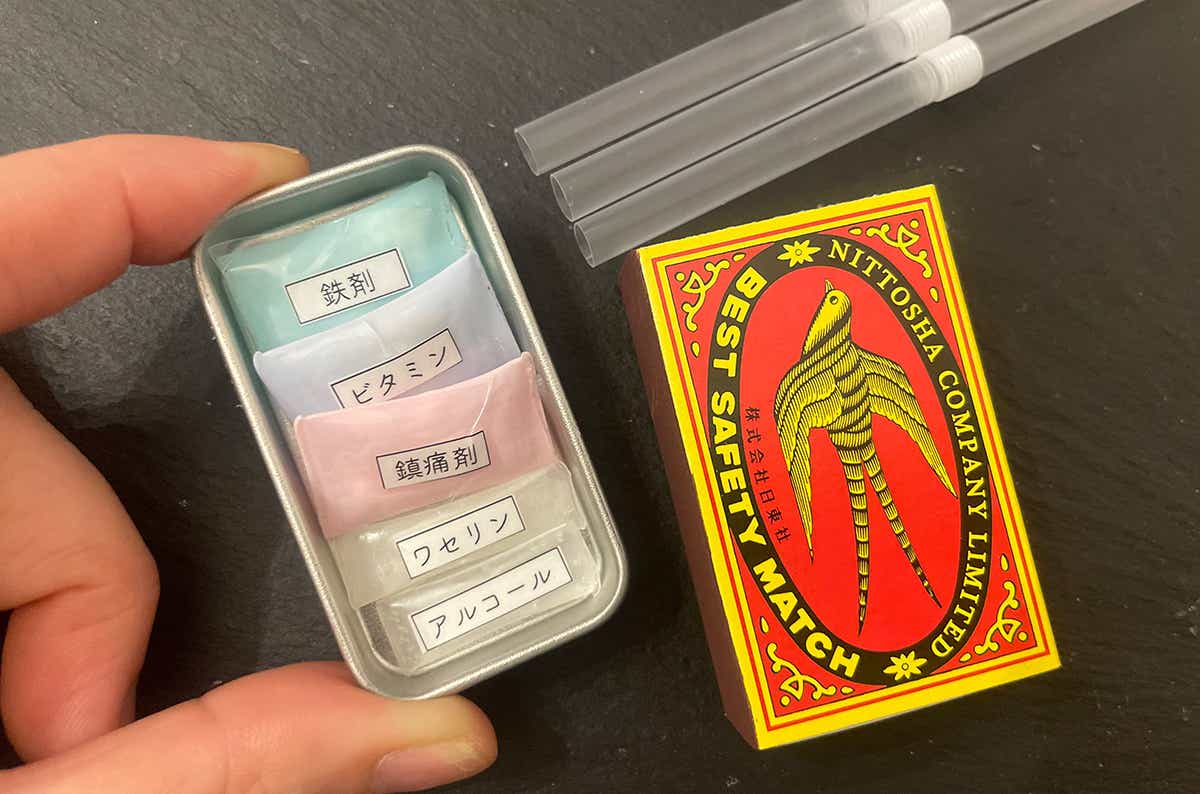 鉄剤
ビタミン
鎮痛剤
ワセリン
アルコール
NITTOSHA COMPANY LIMITED
BEST SAFETY MATCH
株式会社日東社